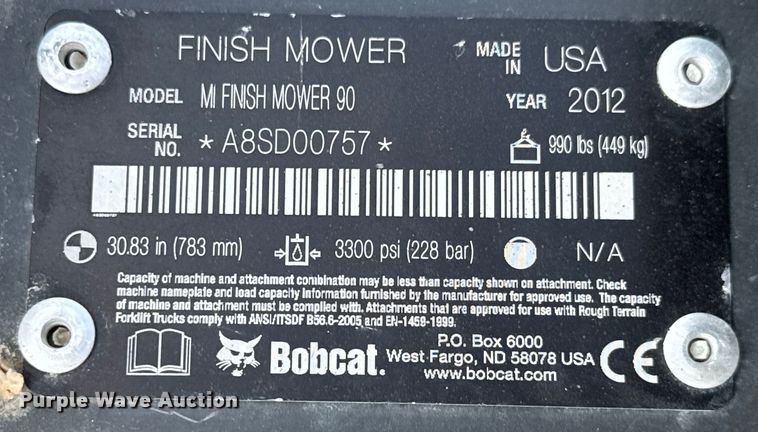 FINISH MOWER
MADE IN USA
MODEL MI FINISH MOWER 90
YEAR 2012
SERIAL NO. *A8SD00757*
990 lbs (449 kg)
A8SD00757
30.83 in (783 mm)
3300 psi (228 bar)
N/A
Capacity of machine and attachment combination may be less than capacity shown on attachment. Check
machine nameplate and load capacity information furnished by the manufacturer for approved use. The capacity
of machine and attachment must be complied with. Attachments that are approved for use with Rough Terrain
Forklift Trucks comply with ANSI/ITSDF B56.6-2005 and EN-1459-1999.
Bobcat.
P.O. Box 6000
West Fargo, ND 58078 USA
www.bobcat.com
CE
Purple Wave Auction